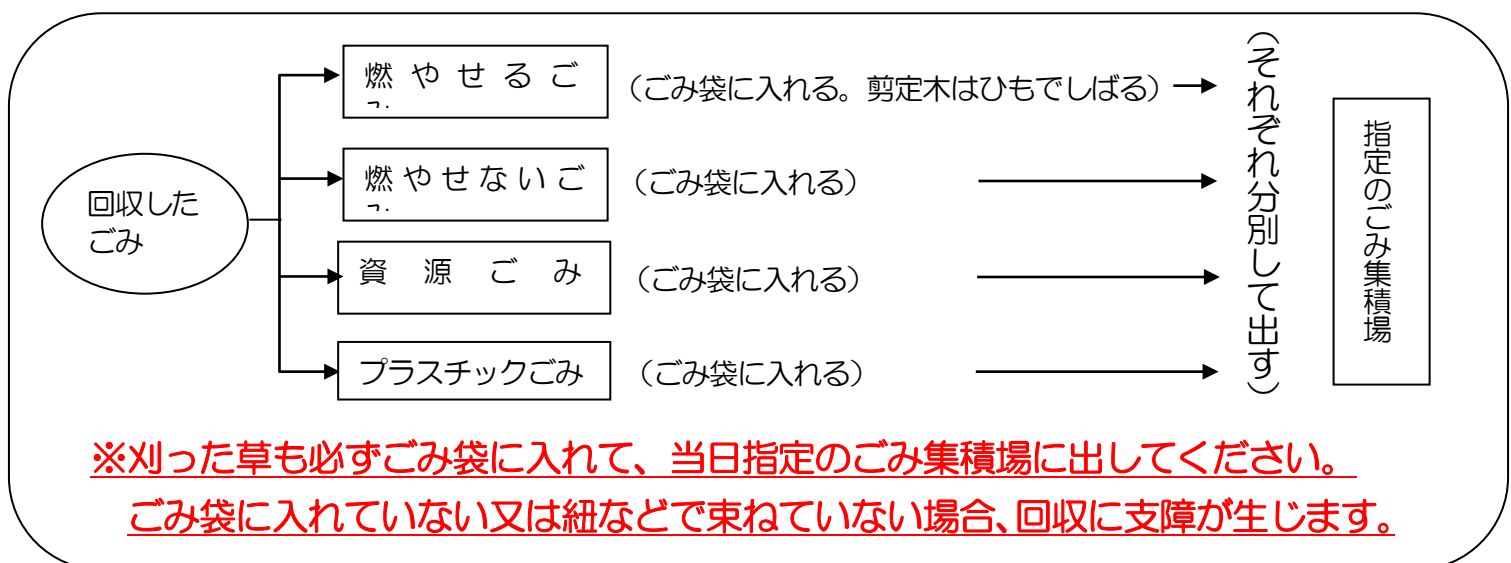 回収した
ごみ
燃やせるご
（ごみ袋に入れる。剪定木はひもでしばる）
燃やせないご
（ごみ袋に入れる）
資源ごみ
（ごみ袋に入れる）
プラスチックごみ
（ごみ袋に入れる）
（それぞれ分別して出す）
指定のごみ集積場
※刈った草も必ずごみ袋に入れて、当日指定のごみ集積場に出してください。
ごみ袋に入れていない又は紐などで束ねていない場合、回収に支障が生じます。